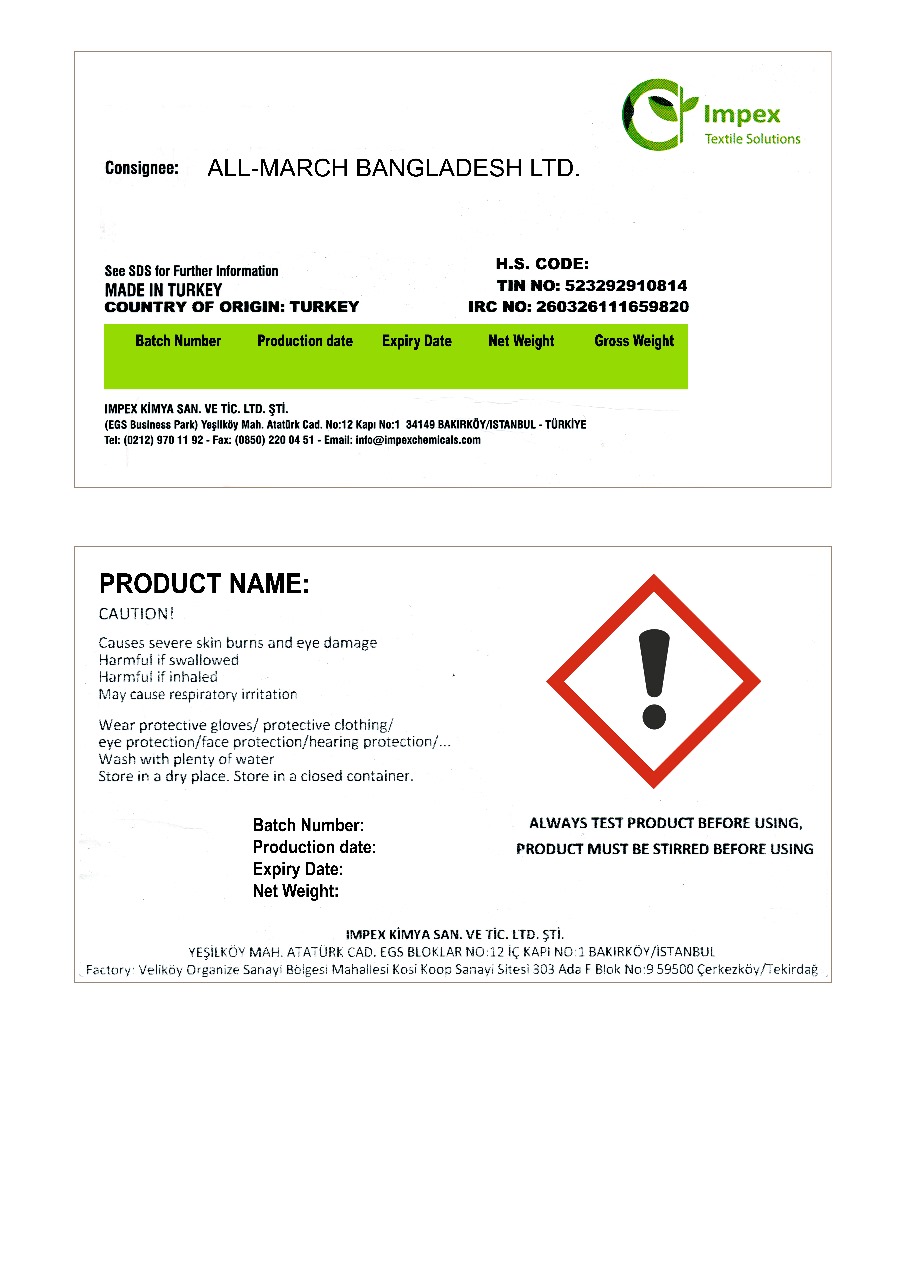 Impex
Textile Solutions
Consignee: ALL-MARCH BANGLADESH LTD.
See SDS for Further Information
MADE IN TURKEY
COUNTRY OF ORIGIN: TURKEY
H.S. CODE:
TIN NO: 523292910814
IRC NO: 260326111659820
Batch Number Production date Expiry Date Net Weight Gross Weight
IMPEX KİMYA SAN. VE TİC. LTD. ŞTİ.
(EGS Business Park) Yeşilköy Mah. Atatürk Cad. No:12 Kapı No:1 34149 BAKIRKÖY/ISTANBUL - TÜRKİYE
Tel: (0212) 970 11 92 - Fax: (0850) 220 04 51 - Email: info@impexchemicals.com
PRODUCT NAME:
CAUTION!
Causes severe skin burns and eye damage
Harmful if swallowed
Harmful if inhaled
May cause respiratory irritation
Wear protective gloves/ protective clothing/
eye protection/face protection/hearing protection/...
Wash with plenty of water
Store in a dry place. Store in a closed container.
Batch Number:
Production date:
Expiry Date:
Net Weight:
ALWAYS TEST PRODUCT BEFORE USING,
PRODUCT MUST BE STIRRED BEFORE USING
IMPEX KİMYA SAN. VE TİC. LTD. ŞTİ.
YEŞİLKÖY MAH. ATATÜRK CAD. EGS BLOKLAR NO:12 İÇ KAPI NO:1 BAKIRKÖY/İSTANBUL
Factory: Veliköy Organize Sanayi Bölgesi Mahallesi Kosi Koop Sanayi Sitesi 303 Ada F Blok No:9 59500 Çerkezköy/Tekirdağ